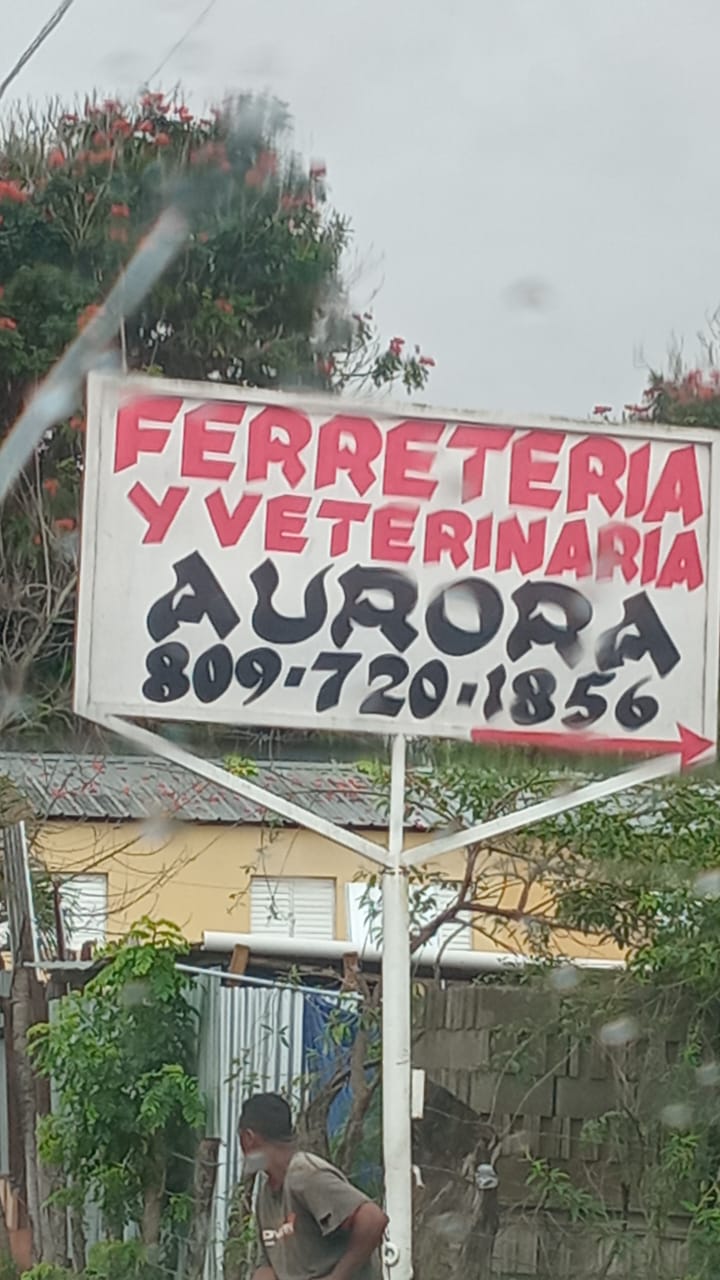 FERRETERIA
Y VETERINARIA
AURORA
809-720-1856